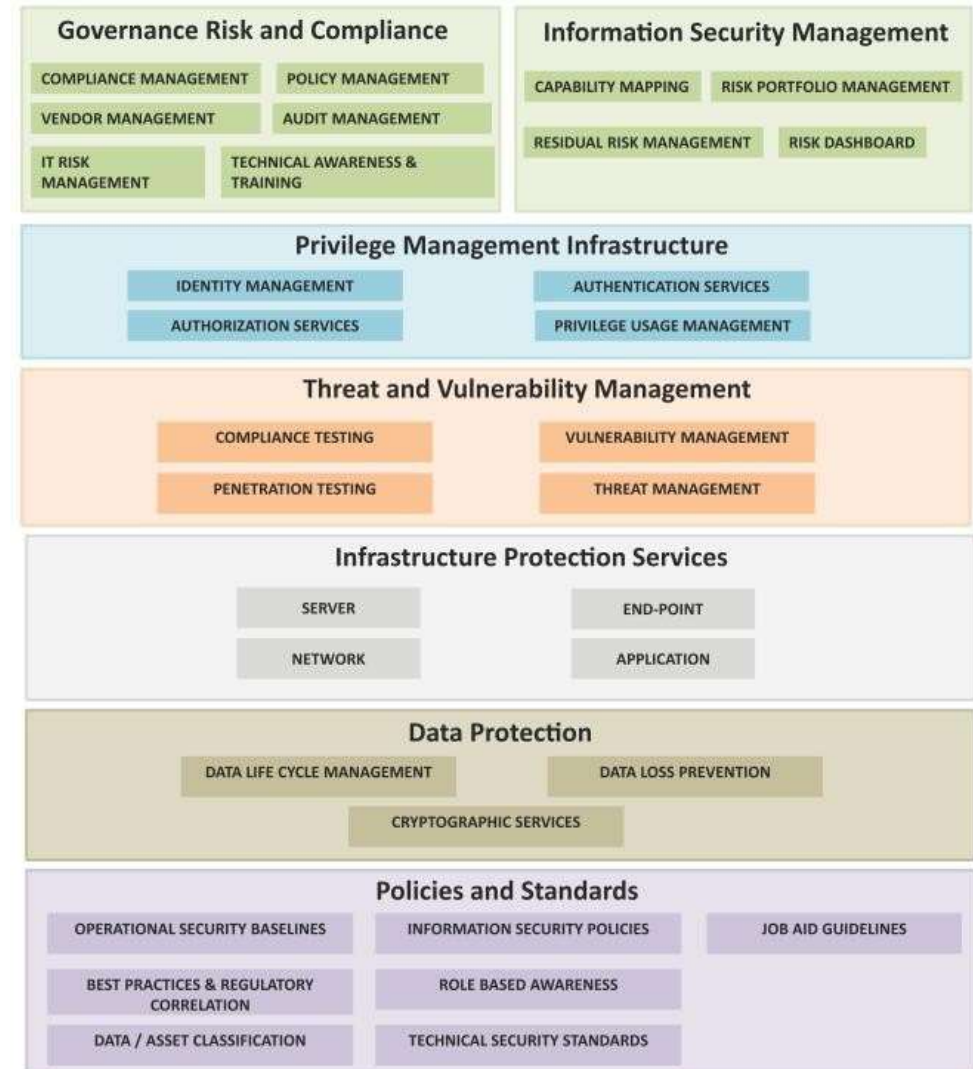 Governance Risk and Compliance
COMPLIANCE MANAGEMENT
POLICY MANAGEMENT
VENDOR MANAGEMENT
AUDIT MANAGEMENT
IT RISK
MANAGEMENT
TECHNICAL AWARENESS &
TRAINING
Information Security Management
CAPABILITY MAPPING
RISK PORTFOLIO MANAGEMENT
RESIDUAL RISK MANAGEMENT
RISK DASHBOARD
Privilege Management Infrastructure
IDENTITY MANAGEMENT
AUTHENTICATION SERVICES
AUTHORIZATION SERVICES
PRIVILEGE USAGE MANAGEMENT
Threat and Vulnerability Management
COMPLIANCE TESTING
VULNERABILITY MANAGEMENT
PENETRATION TESTING
THREAT MANAGEMENT
Infrastructure Protection Services
SERVER
END-POINT
NETWORK
APPLICATION
Data Protection
DATA LIFE CYCLE MANAGEMENT
DATA LOSS PREVENTION
CRYPTOGRAPHIC SERVICES
Policies and Standards
OPERATIONAL SECURITY BASELINES
INFORMATION SECURITY POLICIES
JOB AID GUIDELINES
BEST PRACTICES & REGULATORY
CORRELATION
ROLE BASED AWARENESS
DATA / ASSET CLASSIFICATION
TECHNICAL SECURITY STANDARDS